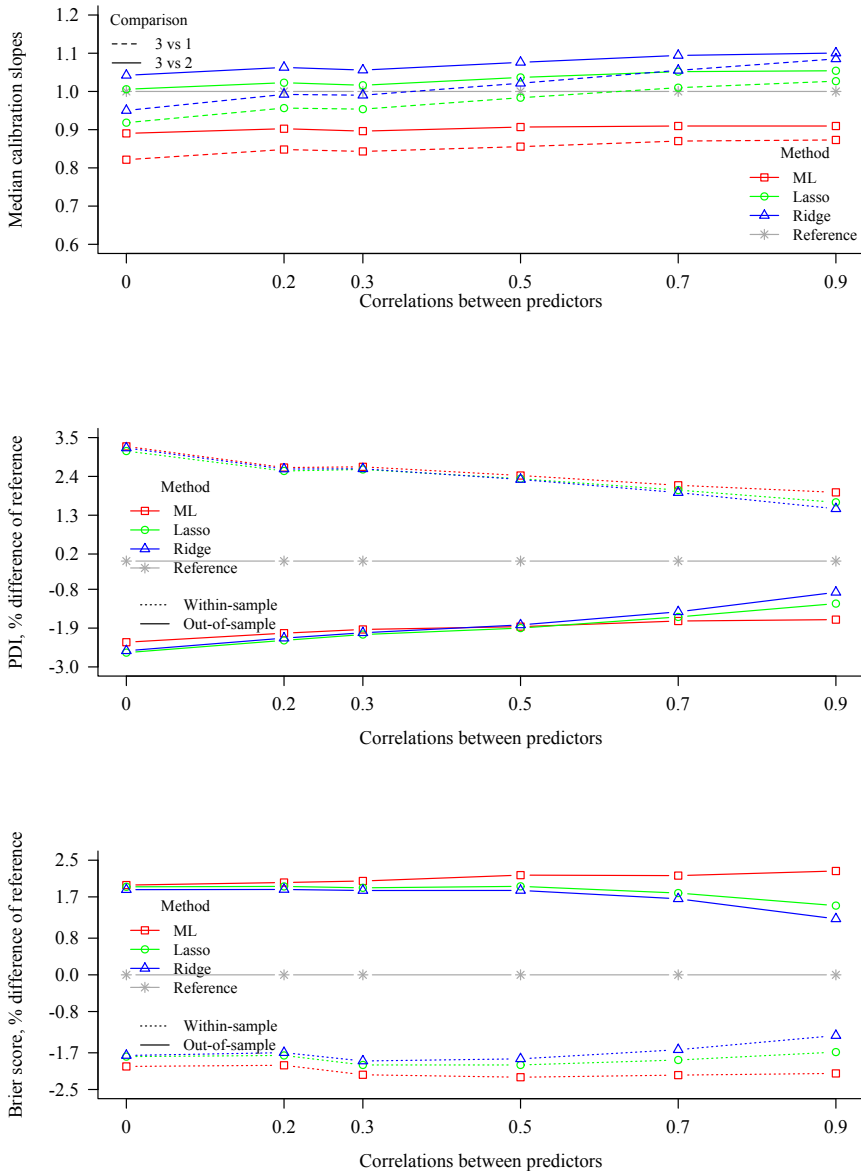 Median calibration slopes
1.2
1.1
1.0
0.9
0.8
0.7
0.6
Comparison
3 vs 1
3 vs 2
Method
ML
Lasso
Ridge
Reference
0 0.2 0.3 0.5 0.7 0.9
Correlations between predictors
PDI, % difference of reference
3.5
2.4
1.3
0.2
-0.8
-1.9
-3.0
Method
ML
Lasso
Ridge
Reference
Within-sample
Out-of-sample
0 0.2 0.3 0.5 0.7 0.9
Correlations between predictors
Brier score, % difference of reference
2.5
1.7
0.8
0.0
-0.8
-1.7
-2.5
Method
ML
Lasso
Ridge
Reference
Within-sample
Out-of-sample
0 0.2 0.3 0.5 0.7 0.9
Correlations between predictors